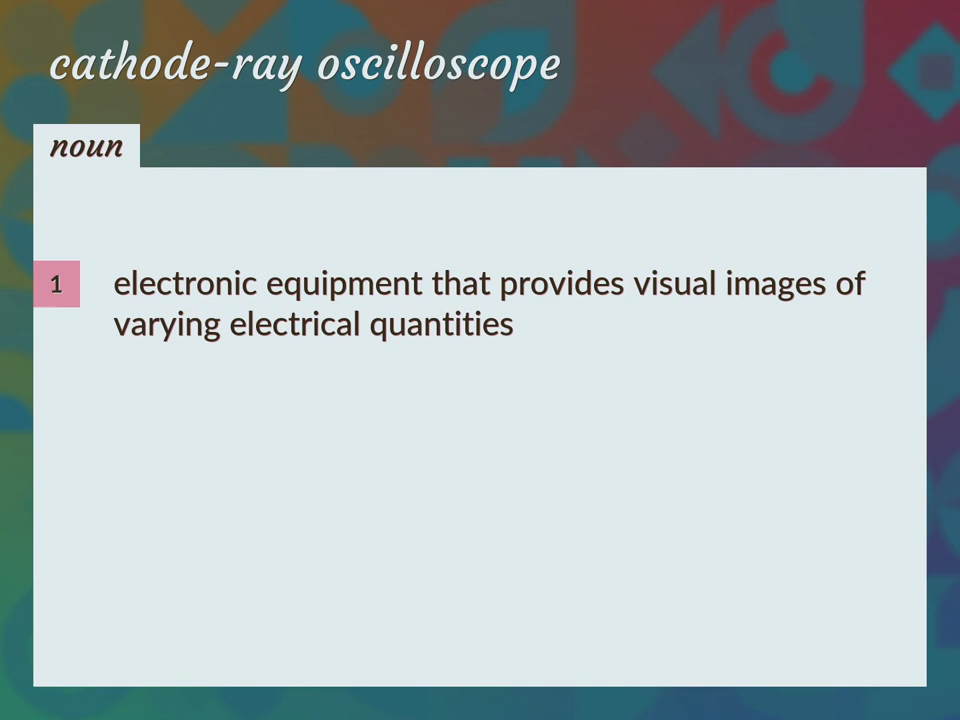 cathode-ray oscilloscope
noun
1
electronic equipment that provides visual images of
varying electrical quantities